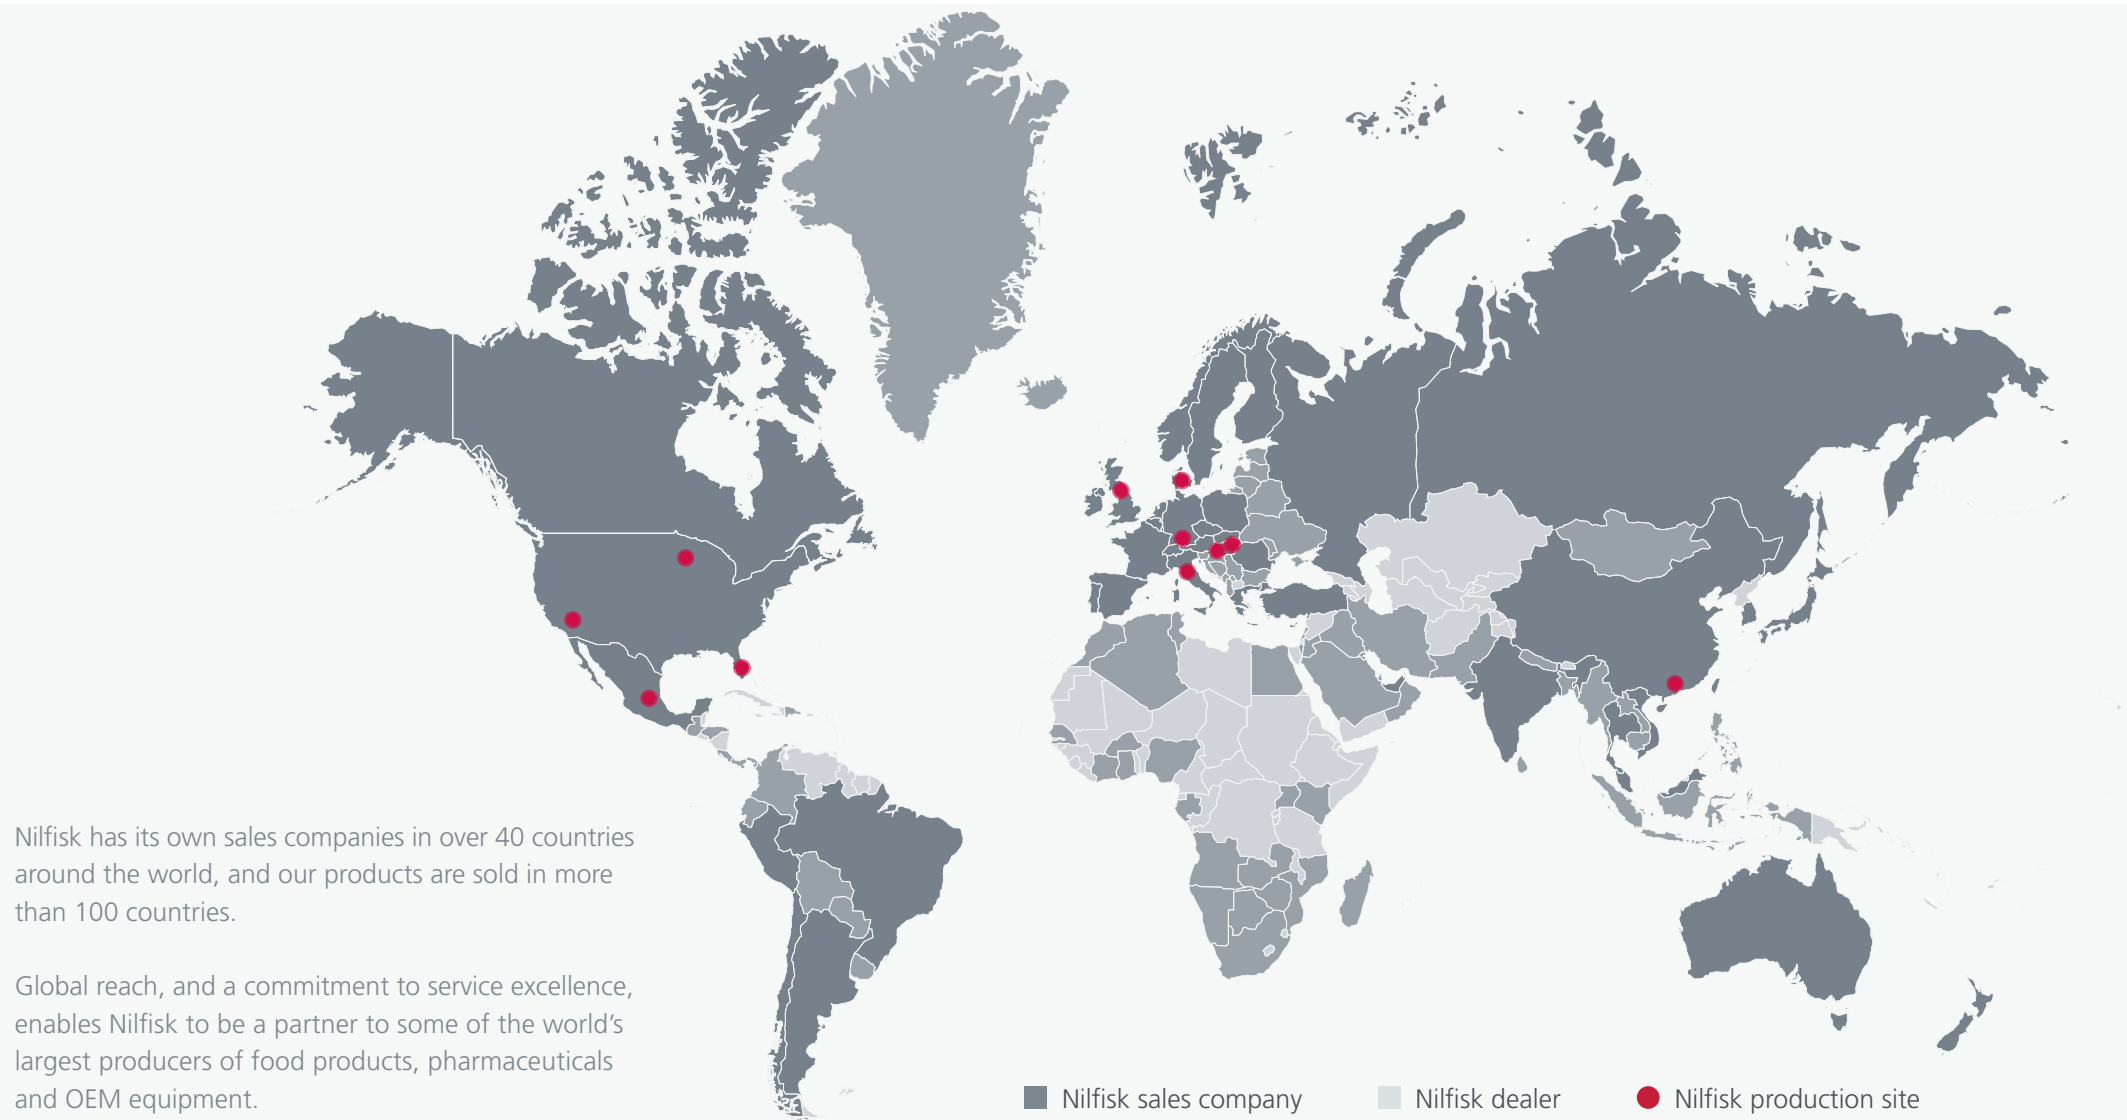 Nilfisk has its own sales companies in over 40 countries
around the world, and our products are sold in more
than 100 countries.
Global reach, and a commitment to service excellence,
enables Nilfisk to be a partner to some of the world’s
largest producers of food products, pharmaceuticals
and OEM equipment.
Nilfisk sales company
Nilfisk dealer
Nilfisk production site